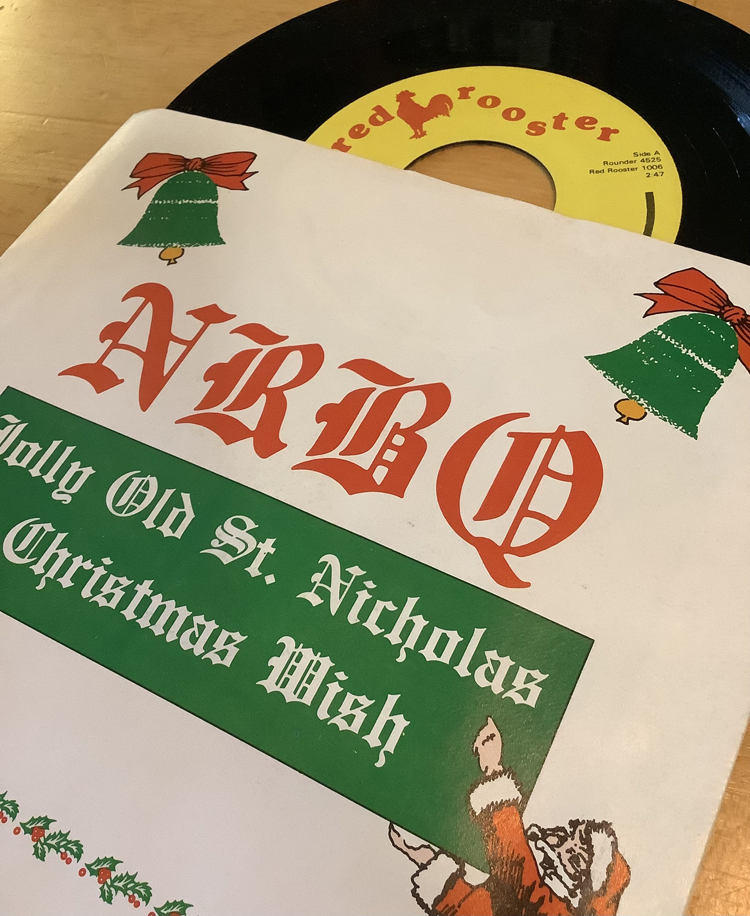 red rooster
Side A
Rounder 4525
Red Rooster 1006
2:47
NRBQ
Jolly Old St. Nicholas
Christmas Wish